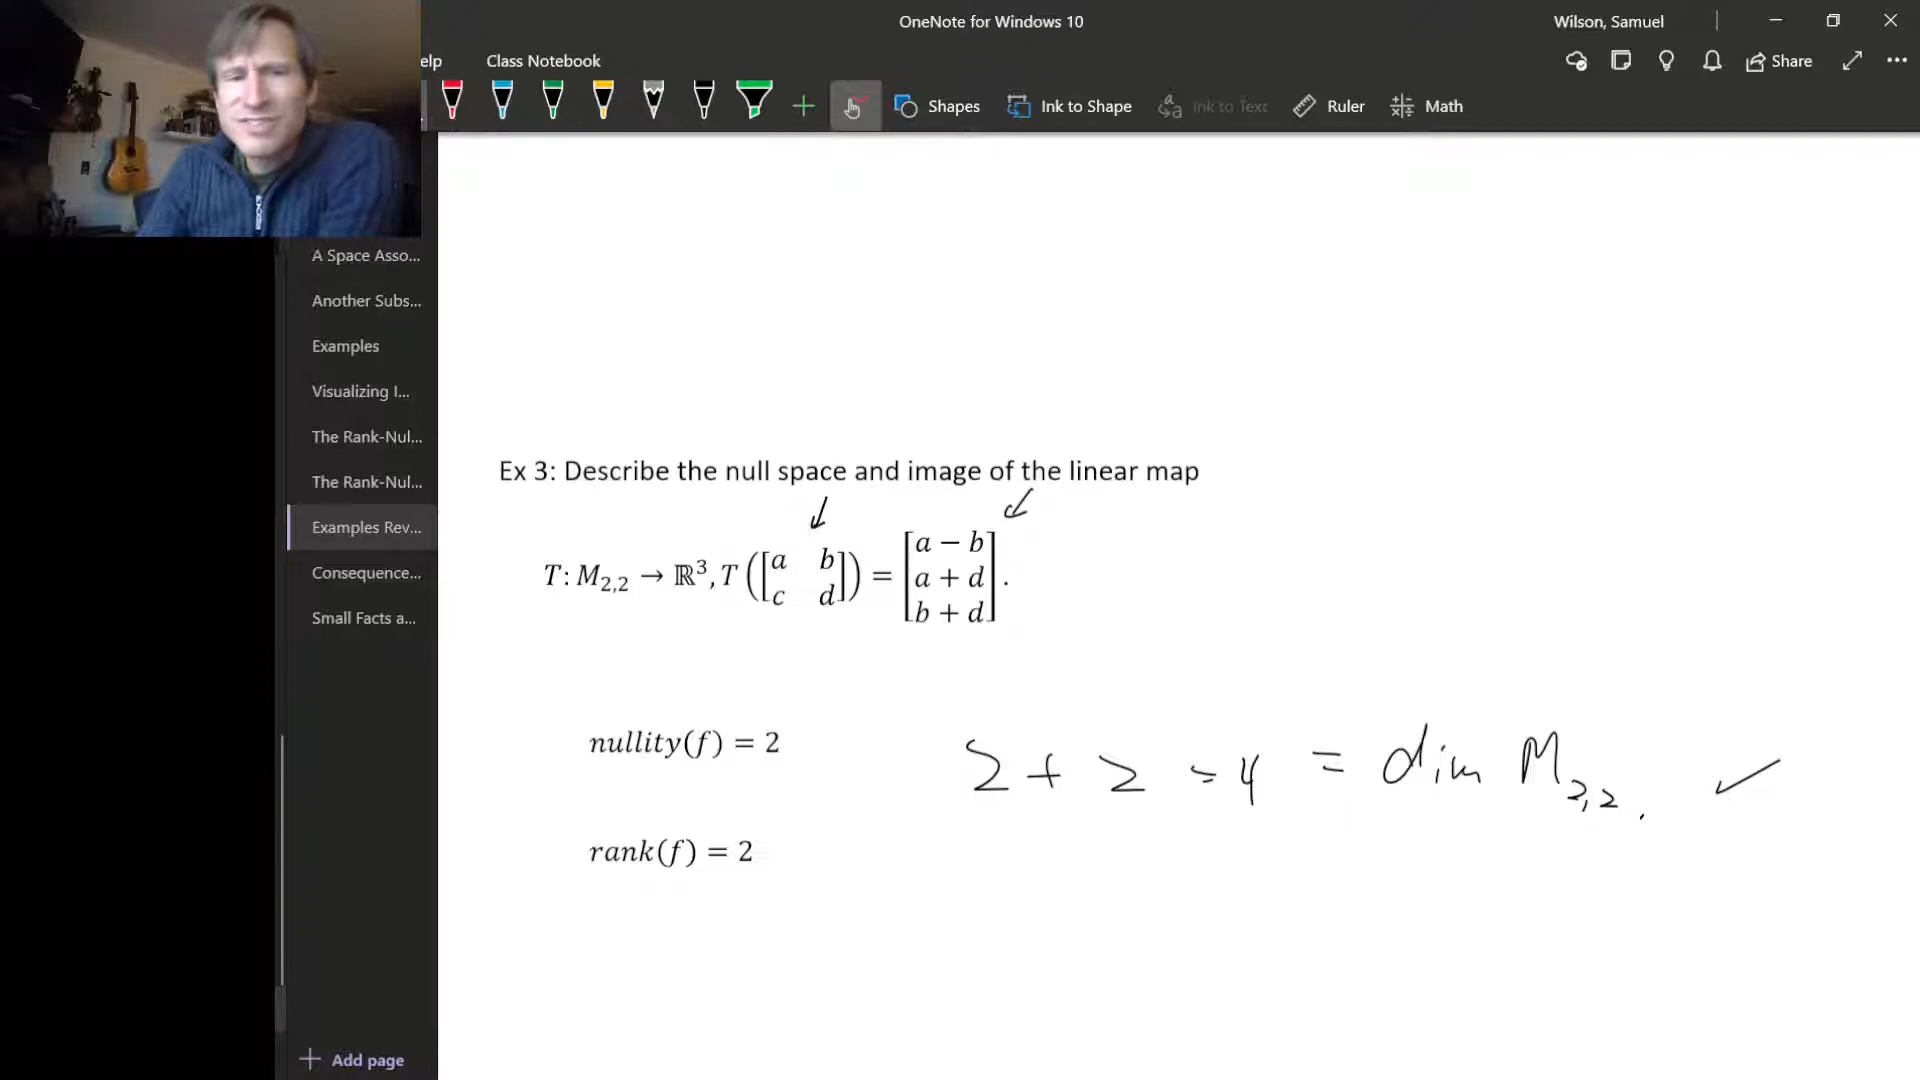 OneNote for Windows 10
Wilson, Samuel
elp
Class Notebook
Share
Shapes
Ink to Shape
Ink to Text
Ruler
Math
A Space Asso...
Another Subs...
Examples
Visualizing I...
The Rank-Nul...
The Rank-Nul...
Examples Rev...
Consequence...
Small Facts a...
Add page
Ex 3: Describe the null space and image of the linear map
T: M₂,₂ → ℝ³, T([a b; c d]) = [a − b; a + d; b + d].
nullity(f) = 2
2 + 2 = 4 = dim M₂,₂.
rank(f) = 2